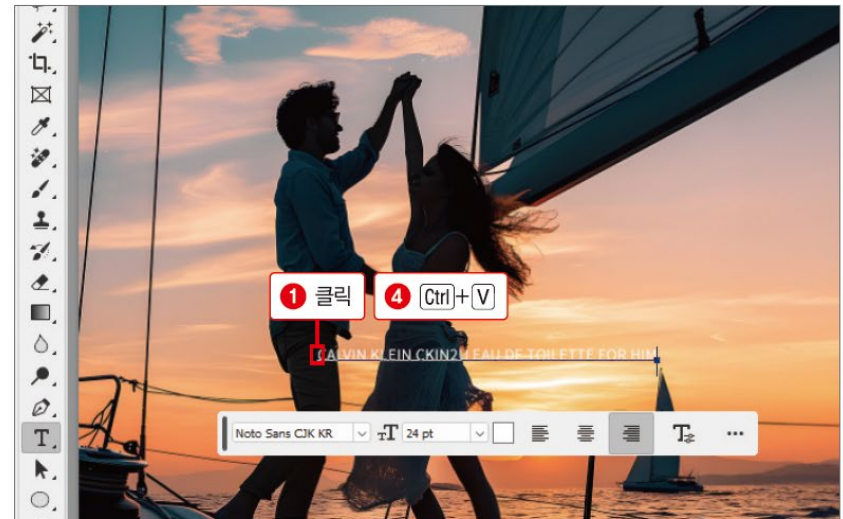 1 클릭
4 Ctrl+V
CALVIN KLEIN CKIN2U EAU DE TOILETTE FOR HIM
Noto Sans CJK KR
24 pt